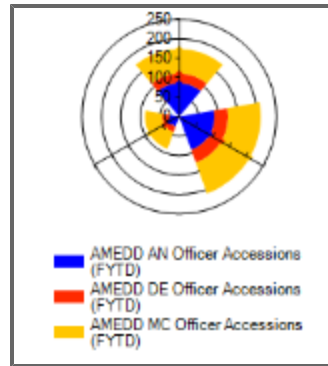 250
200
150
100
50
0
AMEDD AN Officer Accessions
(FYTD)
AMEDD DE Officer Accessions
(FYTD)
AMEDD MC Officer Accessions
(FYTD)